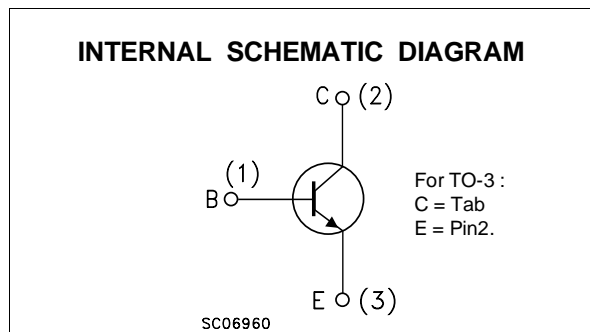 INTERNAL SCHEMATIC DIAGRAM
C (2)
(1)
B
For TO-3 :
C = Tab
E = Pin2.
E (3)
SC06960